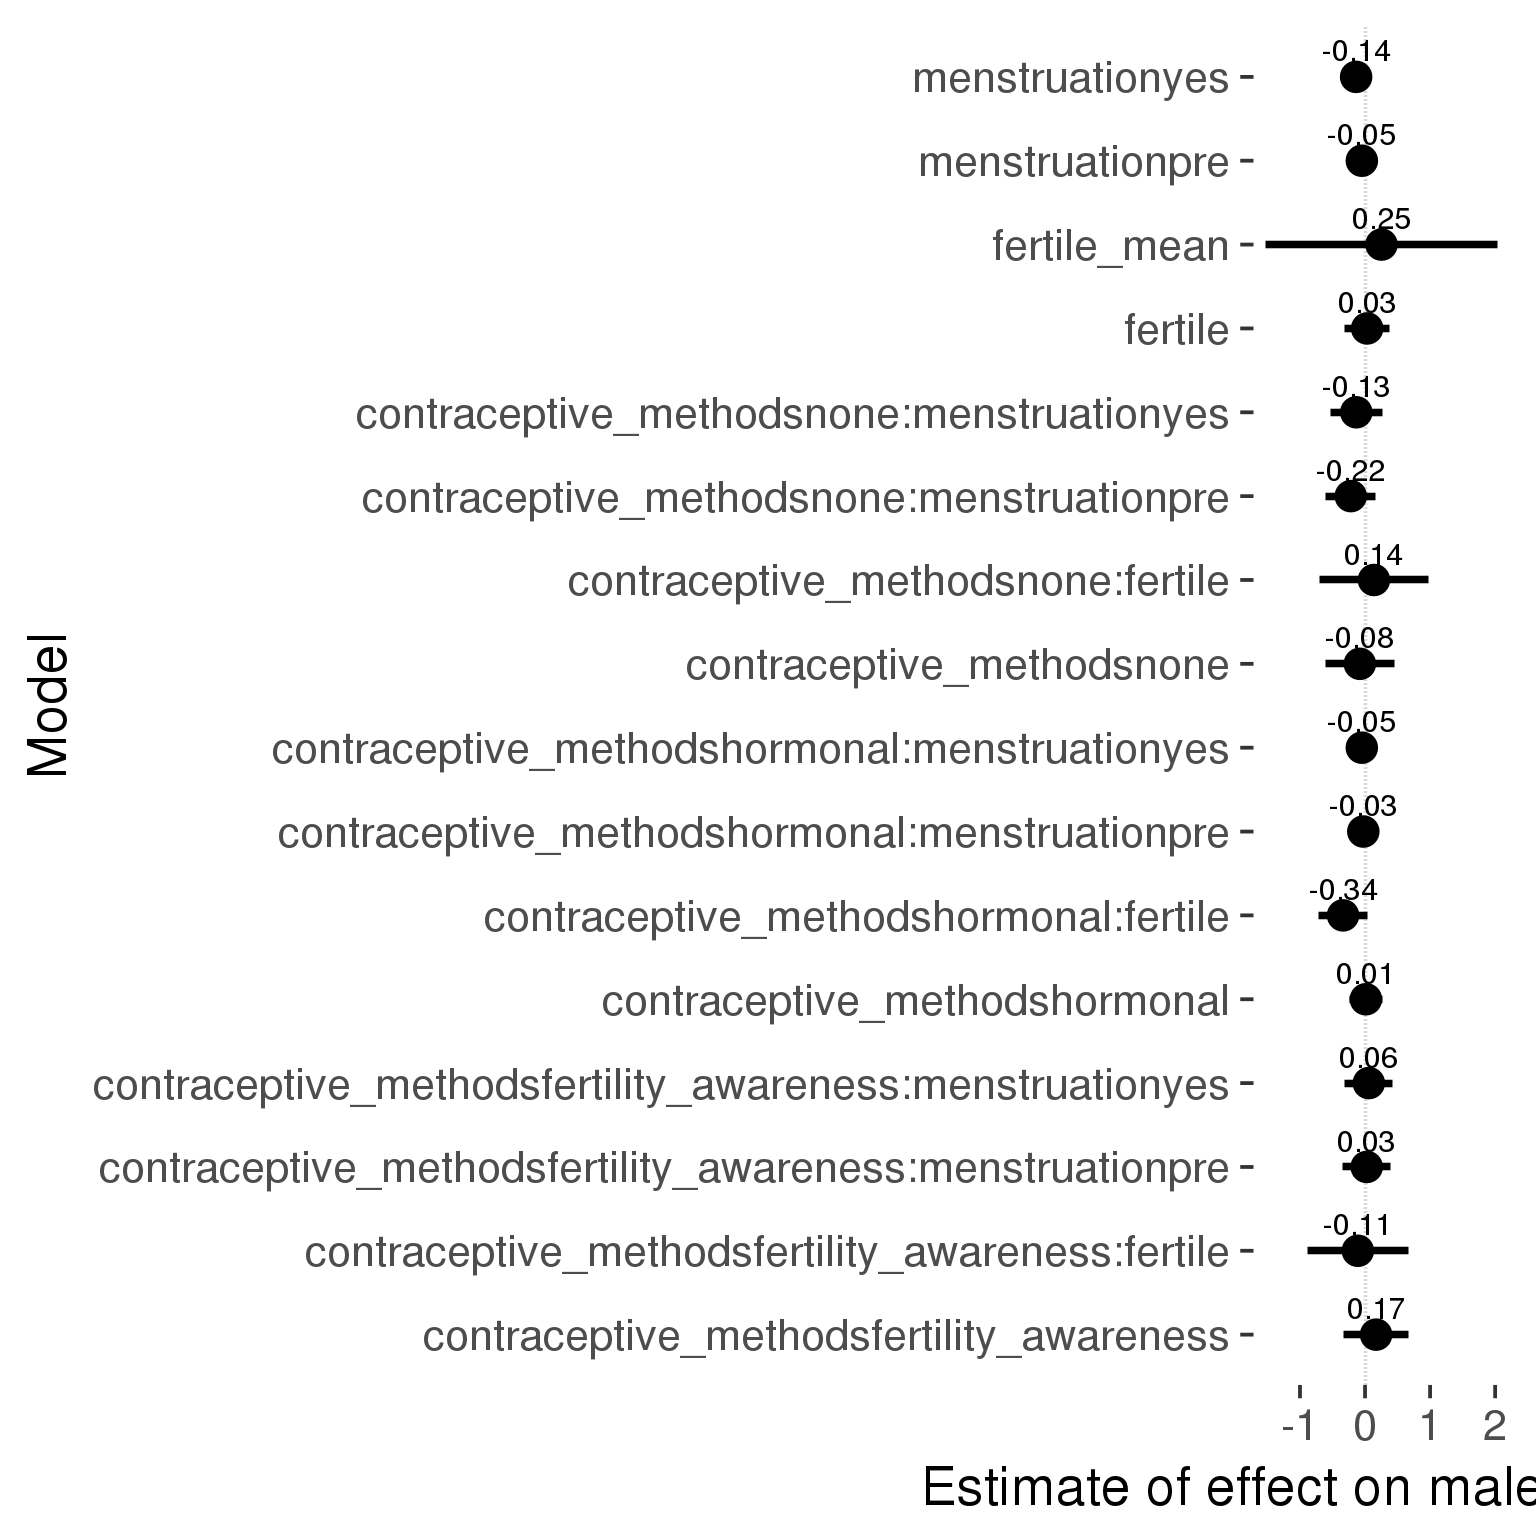 menstruationyes -0.14
menstruationpre -0.05
fertile_mean 0.25
fertile 0.03
contraceptive_methodsnone:menstruationyes -0.13
contraceptive_methodsnone:menstruationpre -0.22
contraceptive_methodsnone:fertile 0.14
contraceptive_methodsnone -0.08
contraceptive_methodshormonal:menstruationyes -0.05
contraceptive_methodshormonal:menstruationpre -0.03
contraceptive_methodshormonal:fertile -0.34
contraceptive_methodshormonal 0.01
contraceptive_methodsfertility_awareness:menstruationyes 0.06
contraceptive_methodsfertility_awareness:menstruationpre 0.03
contraceptive_methodsfertility_awareness:fertile -0.11
contraceptive_methodsfertility_awareness 0.17
Model
-1 0 1 2
Estimate of effect on male